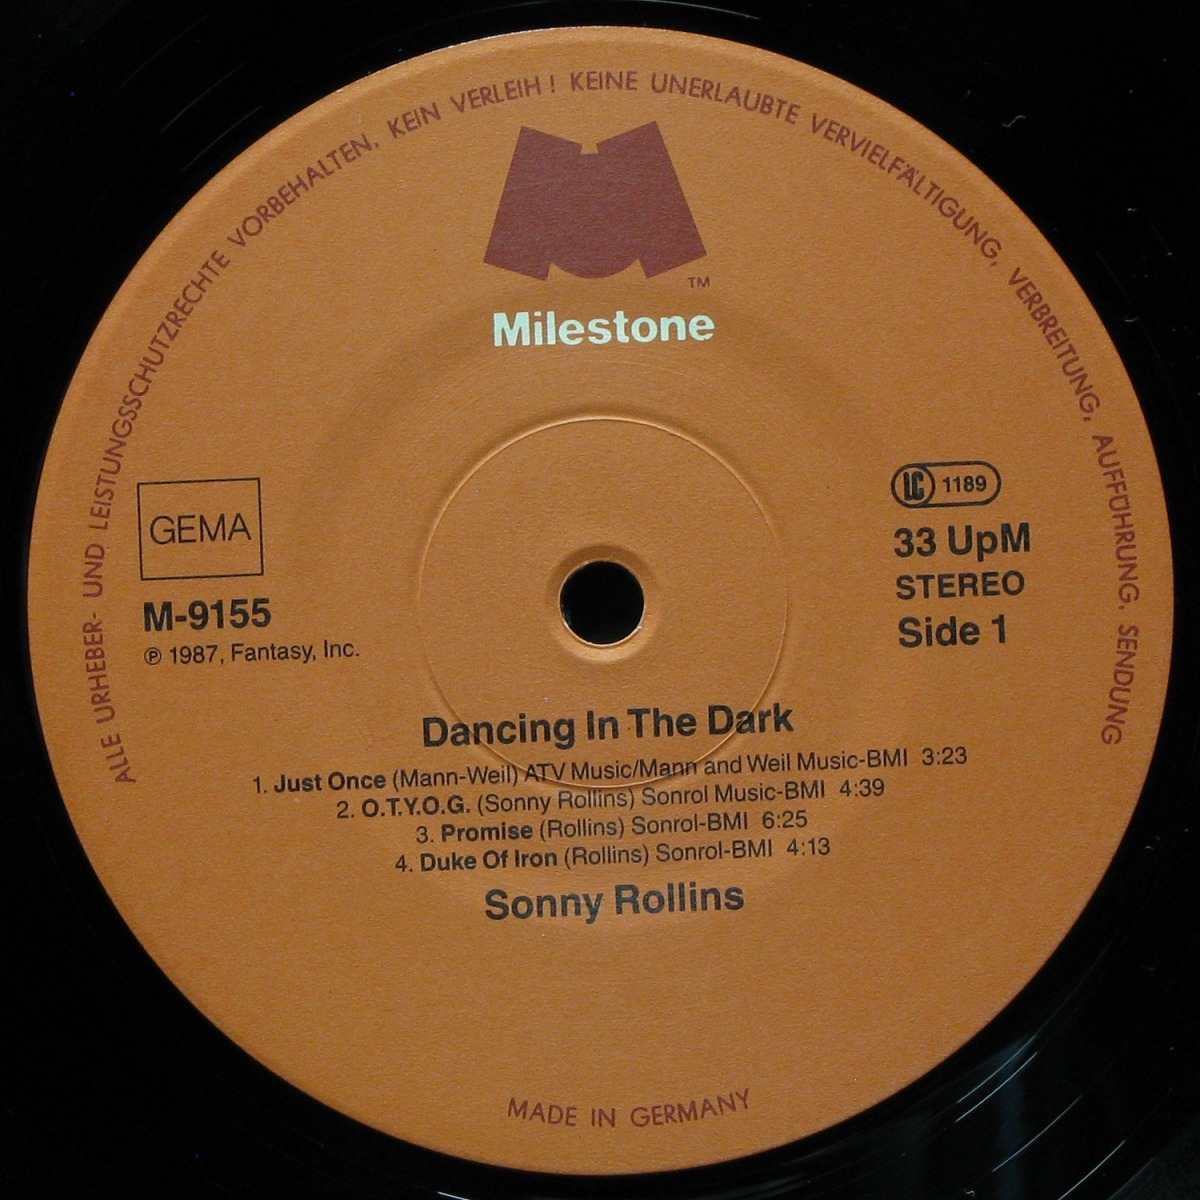 ALLE URHEBER- UND LEISTUNGSSCHUTZRECHTE VORBEHALTEN. KEIN VERLEIH! KEINE UNERLAUBTE VERVIELFÄLTIGUNG, VERBREITUNG, AUFFÜHRUNG, SENDUNG
TM
Milestone
GEMA
M-9155
℗ 1987, Fantasy, Inc.
LC 1189
33 UpM
STEREO
Side 1
Dancing In The Dark
1. Just Once (Mann-Weil) ATV Music/Mann and Weil Music-BMI 3:23
2. O.T.Y.O.G. (Sonny Rollins) Sonrol Music-BMI 4:39
3. Promise (Rollins) Sonrol-BMI 6:25
4. Duke Of Iron (Rollins) Sonrol-BMI 4:13
Sonny Rollins
MADE IN GERMANY